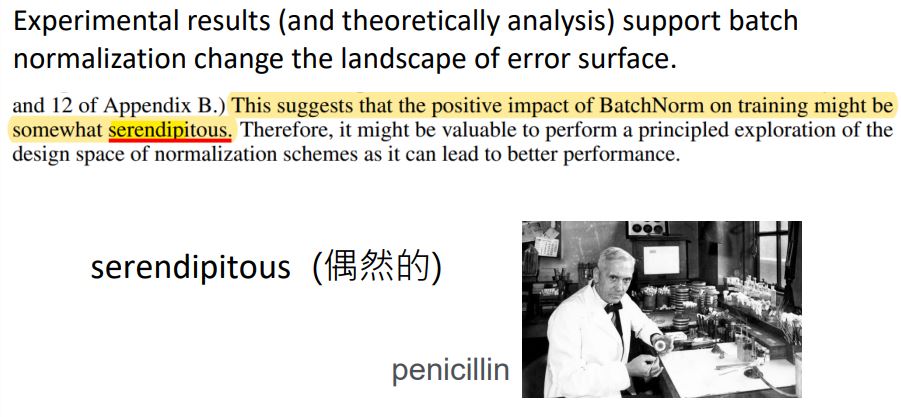 Experimental results (and theoretically analysis) support batch
normalization change the landscape of error surface.
and 12 of Appendix B.) This suggests that the positive impact of BatchNorm on training might be
somewhat serendipitous. Therefore, it might be valuable to perform a principled exploration of the
design space of normalization schemes as it can lead to better performance.
serendipitous (偶然的)
penicillin